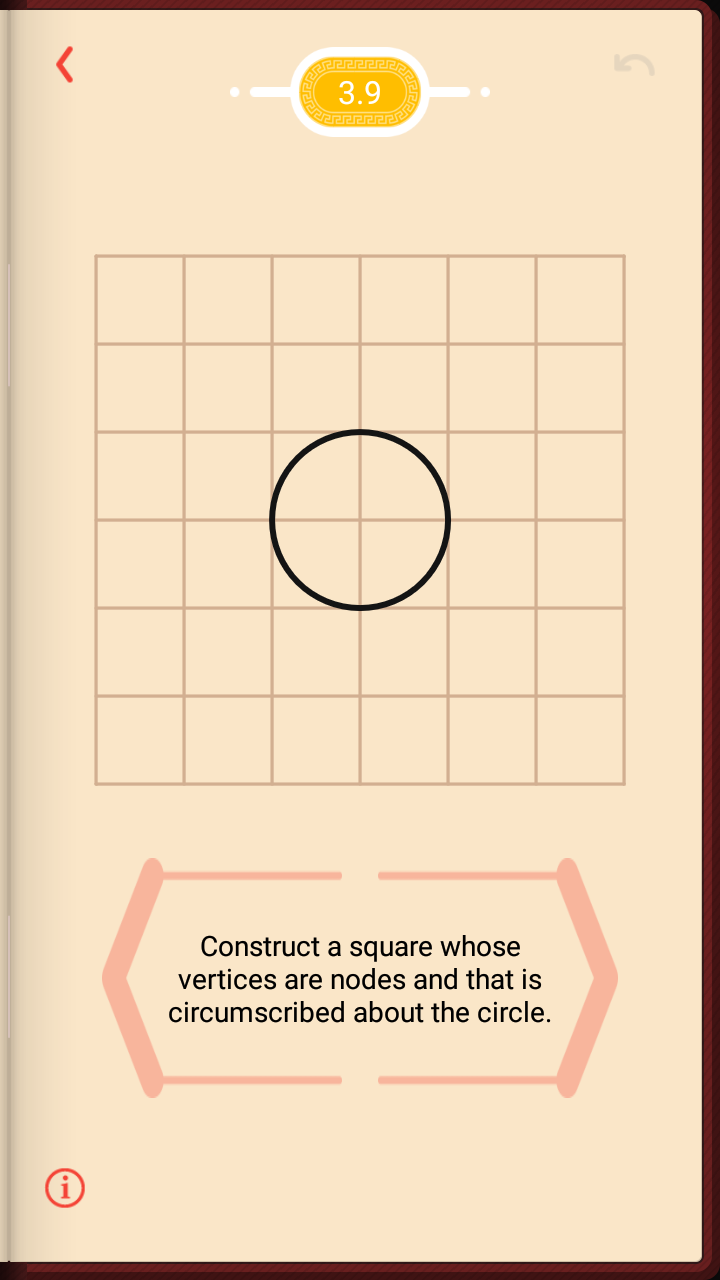 3.9
Construct a square whose
vertices are nodes and that is
circumscribed about the circle.
i